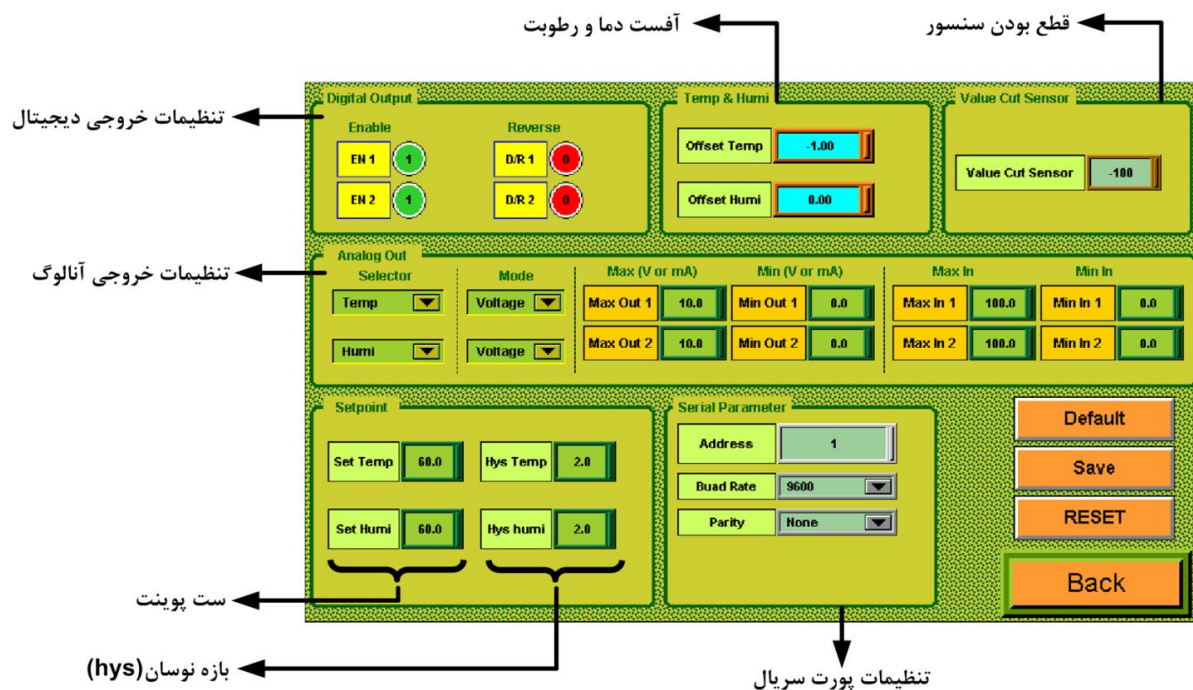 آفست دما و رطوبت
قطع بودن سنسور
تنظیمات خروجی دیجیتال
Digital Output
Enable
Reverse
EN 1
1
D/R 1
0
EN 2
1
D/R 2
0
Temp & Humi
Offset Temp
-1.00
Offset Humi
0.00
Value Cut Sensor
Value Cut Sensor
-100
تنظیمات خروجی آنالوگ
Analog Out
Selector
Mode
Max (V or mA)
Min (V or mA)
Max In
Min In
Temp
Voltage
Max Out 1
10.0
Min Out 1
0.0
Max In 1
100.0
Min In 1
0.0
Humi
Voltage
Max Out 2
10.0
Min Out 2
0.0
Max In 2
100.0
Min In 2
0.0
Setpoint
Set Temp
60.0
Hys Temp
2.0
Set Humi
60.0
Hys humi
2.0
Serial Parameter
Address
1
Buad Rate
9600
Parity
None
Default
Save
RESET
Back
ست پوینت
بازه نوسان(hys)
تنظیمات پورت سریال